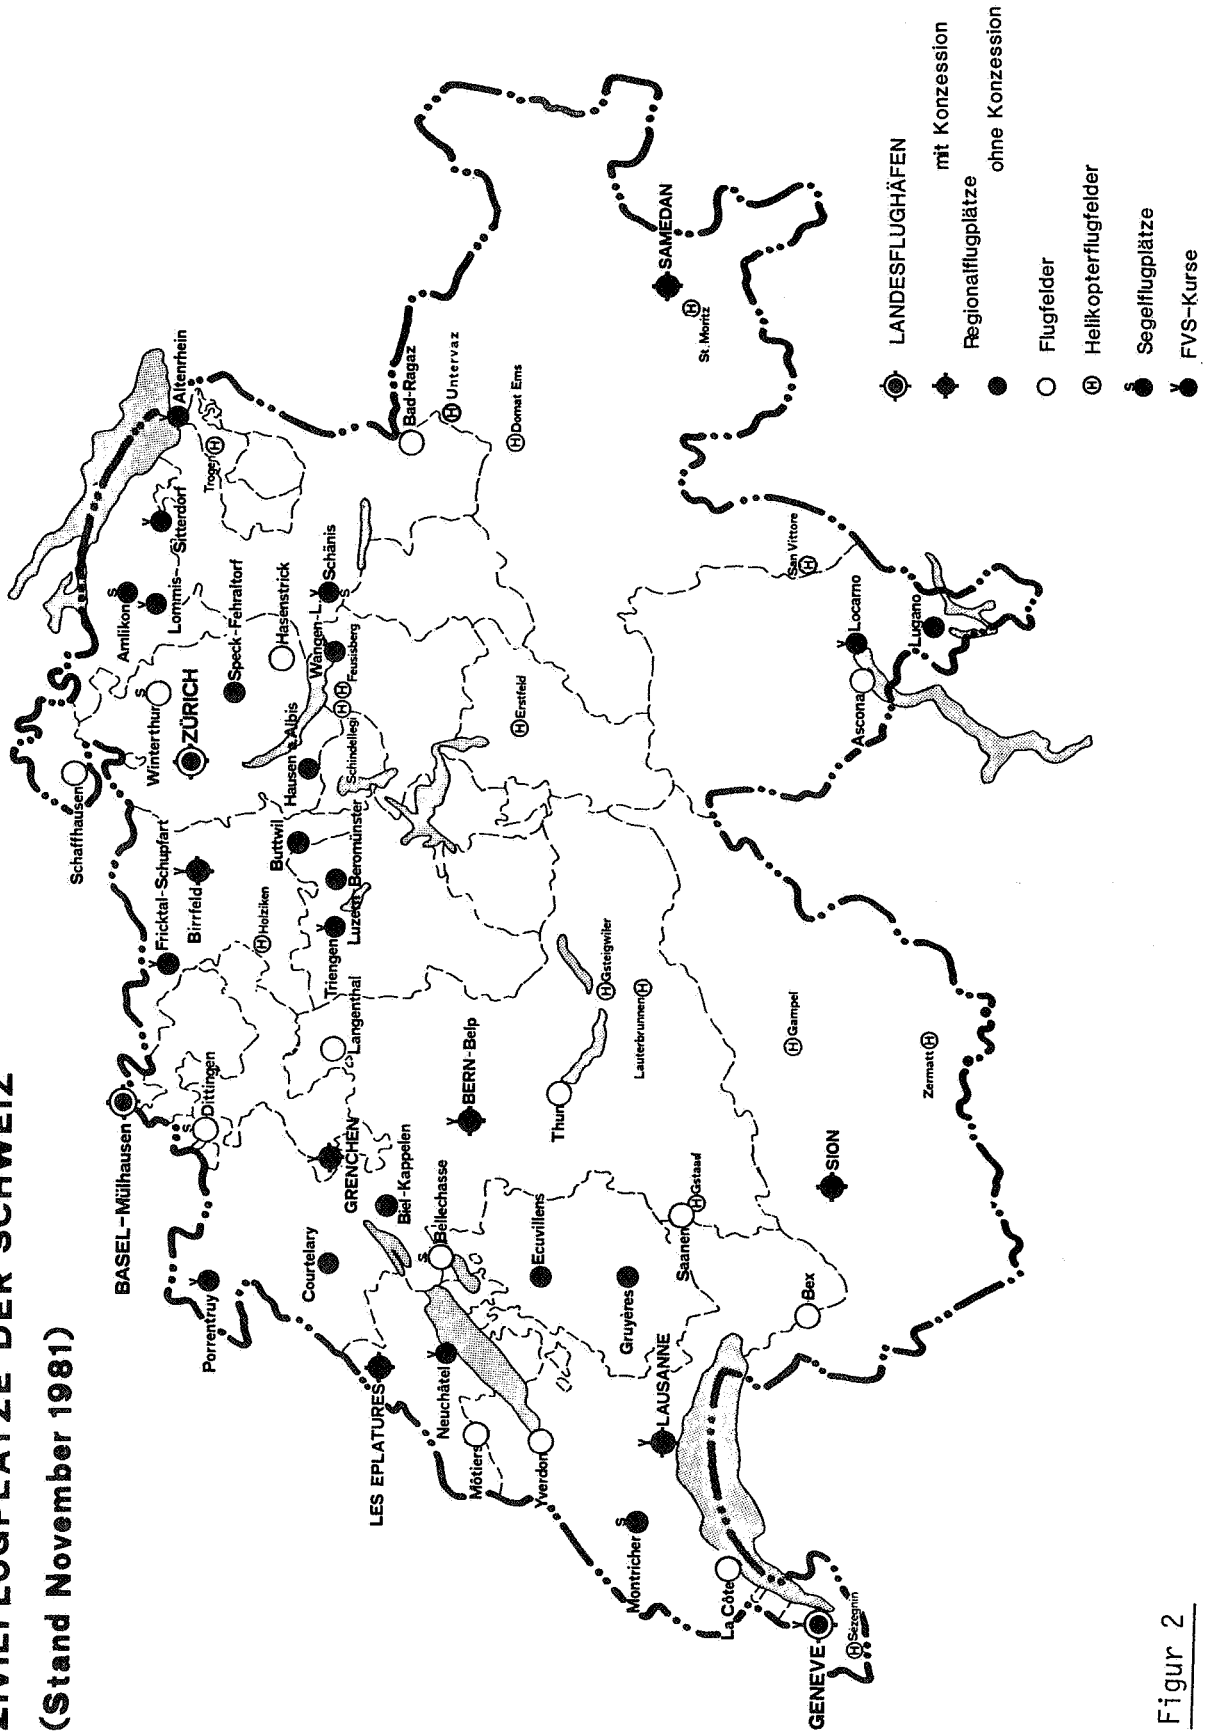 ZIVILFLUGPLÄTZE DER SCHWEIZ
(Stand November 1981)
Schaffhausen
Amlikon
S
Lommis
V
Sitterdorf
V
Altenrhein
V
Trogen H
Winterthur
S
ZÜRICH
Speck-Fehraltorf
Hasenstrick
Fricktal-Schupfart
V
Birrfeld
V
BASEL-Mülhausen
Dittingen
S
Porrentruy
V
H Holziken
Buttwil
Hausen a. Albis
Wangen-L.
Schänis
V
S
Feusisberg
H
Schindellegi
H
Luzern Beromünster
Triengen
V
Langenthal
GRENCHEN
V
Courtelary
Biel-Kappelen
LES EPLATURES
Bad-Ragaz
H Untervaz
H Domat Ems
H Erstfeld
BERN-Belp
V
Bellechasse
S
Neuchâtel
V
Môtiers
Yverdon
Ecuvillens
Thun
H Gsteigwiler
Lauterbrunnen H
Gruyères
Saanen
H Gstaad
LAUSANNE
V
Montricher
S
La Côte
GENEVE
V
H Sézegnin
Bex
SION
H Gampel
Zermatt H
SAMEDAN
St. Moritz
H
San Vittore
H
Locarno
V
Ascona
Lugano
LANDESFLUGHÄFEN
mit Konzession
Regionalflugplätze
ohne Konzession
Flugfelder
H Helikopterflugfelder
S Segelflugplätze
V FVS-Kurse
Figur 2